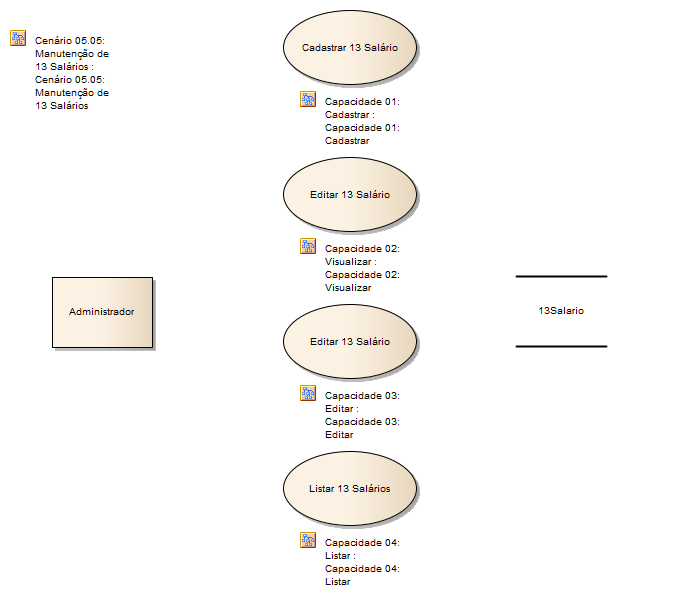 Cenário 05.05:
Manutenção de
13 Salários :
Cenário 05.05:
Manutenção de
13 Salários
Cadastrar 13 Salário
Capacidade 01:
Cadastrar :
Capacidade 01:
Cadastrar
Editar 13 Salário
Capacidade 02:
Visualizar :
Capacidade 02:
Visualizar
Administrador
13Salario
Editar 13 Salário
Capacidade 03:
Editar :
Capacidade 03:
Editar
Listar 13 Salários
Capacidade 04:
Listar :
Capacidade 04:
Listar